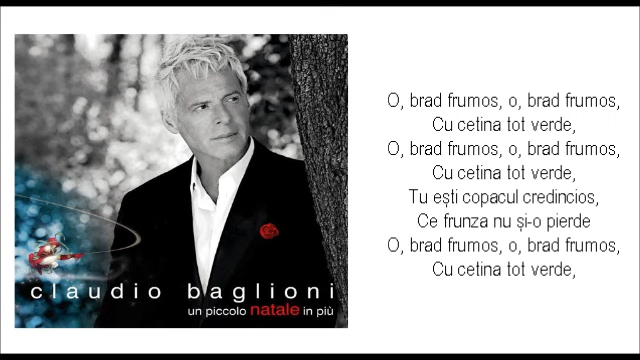 claudio baglioni
un piccolo natale in più
O, brad frumos, o, brad frumos,
Cu cetina tot verde,
O, brad frumos, o, brad frumos,
Cu cetina tot verde,
Tu ești copacul credincios,
Ce frunza nu și-o pierde
O, brad frumos, o, brad frumos,
Cu cetina tot verde,